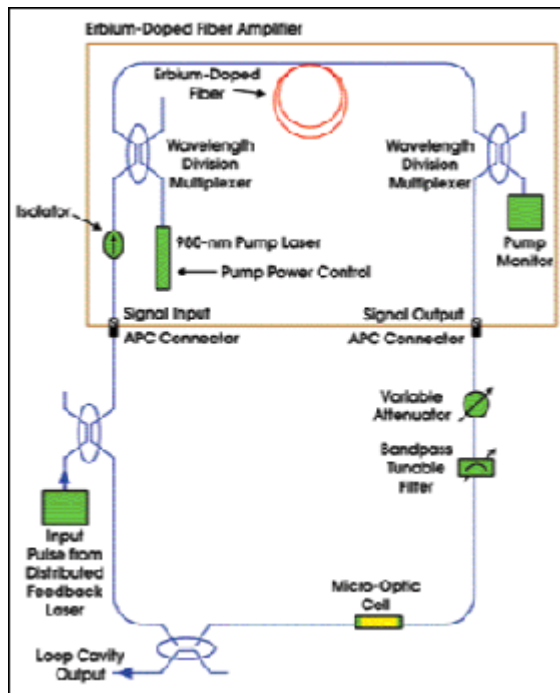 Erbium-Doped Fiber Amplifier
Erbium-Doped
Fiber
Wavelength
Division
Multiplexer
Wavelength
Division
Multiplexer
Isolator
980-nm Pump Laser
Pump Power Control
Pump
Monitor
Signal Input
APC Connector
Signal Output
APC Connector
Variable
Attenuator
Bandpass
Tunable
Filter
Input
Pulse from
Distributed
Feedback
Laser
Micro-Optic
Cell
Loop Cavity
Output